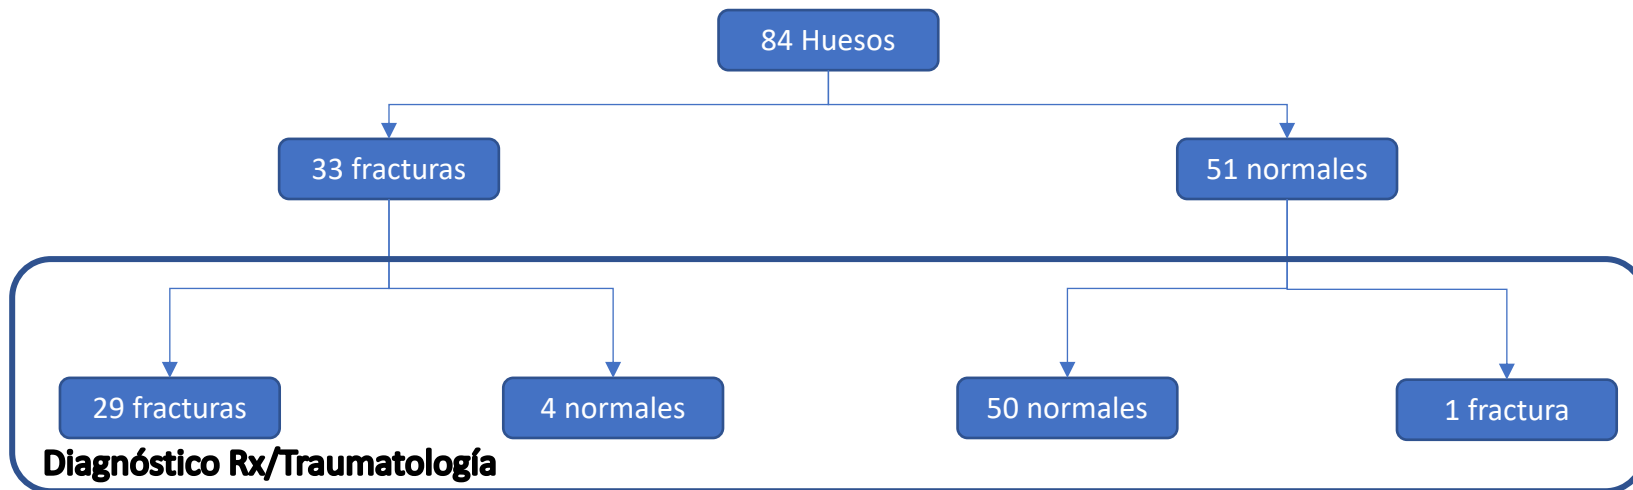 84 Huesos
33 fracturas
51 normales
29 fracturas
4 normales
50 normales
1 fractura
Diagnóstico Rx/Traumatología